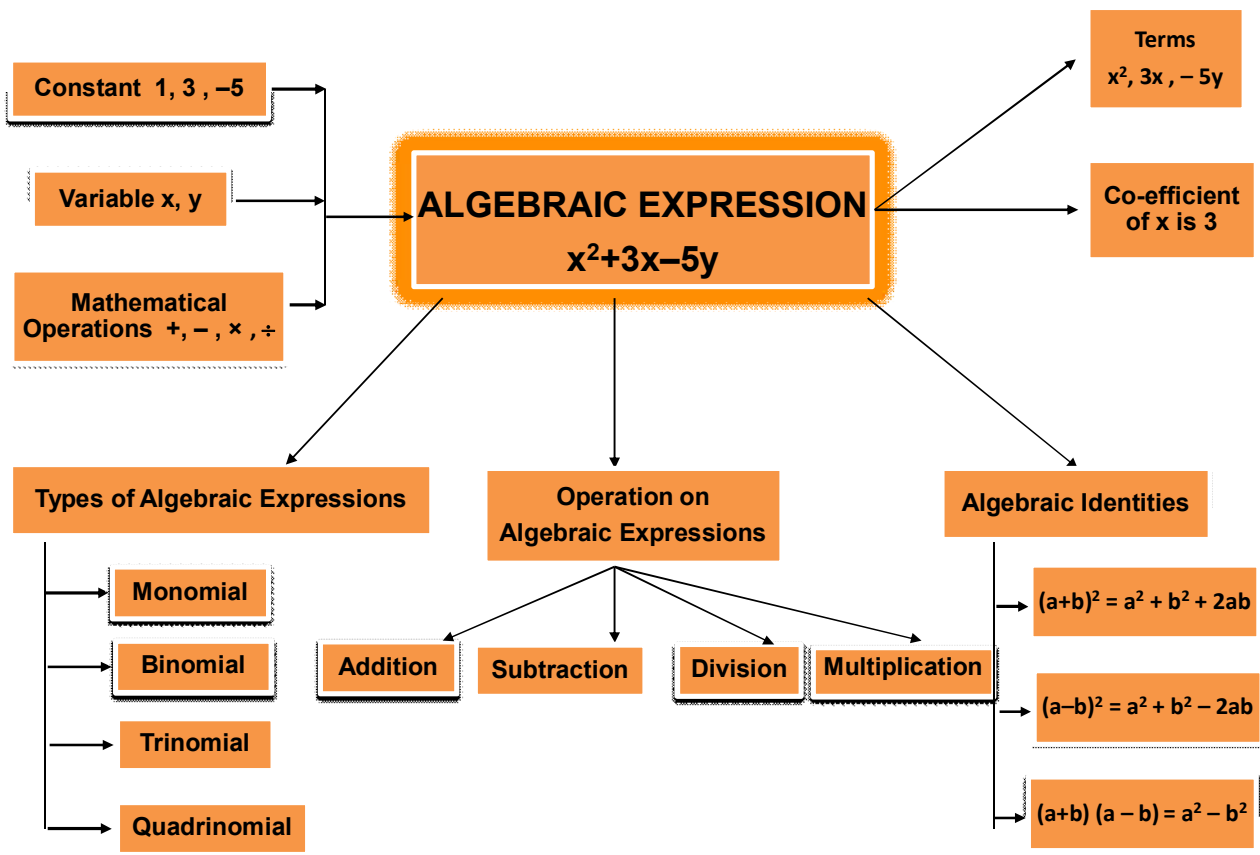 Constant 1, 3 , –5
Variable x, y
Mathematical
Operations +, – , × , ÷
ALGEBRAIC EXPRESSION
x²+3x–5y
Terms
x², 3x , – 5y
Co-efficient
of x is 3
Types of Algebraic Expressions
Monomial
Binomial
Trinomial
Quadrinomial
Operation on
Algebraic Expressions
Addition
Subtraction
Division
Multiplication
Algebraic Identities
(a+b)² = a² + b² + 2ab
(a–b)² = a² + b² – 2ab
(a+b) (a – b) = a² – b²